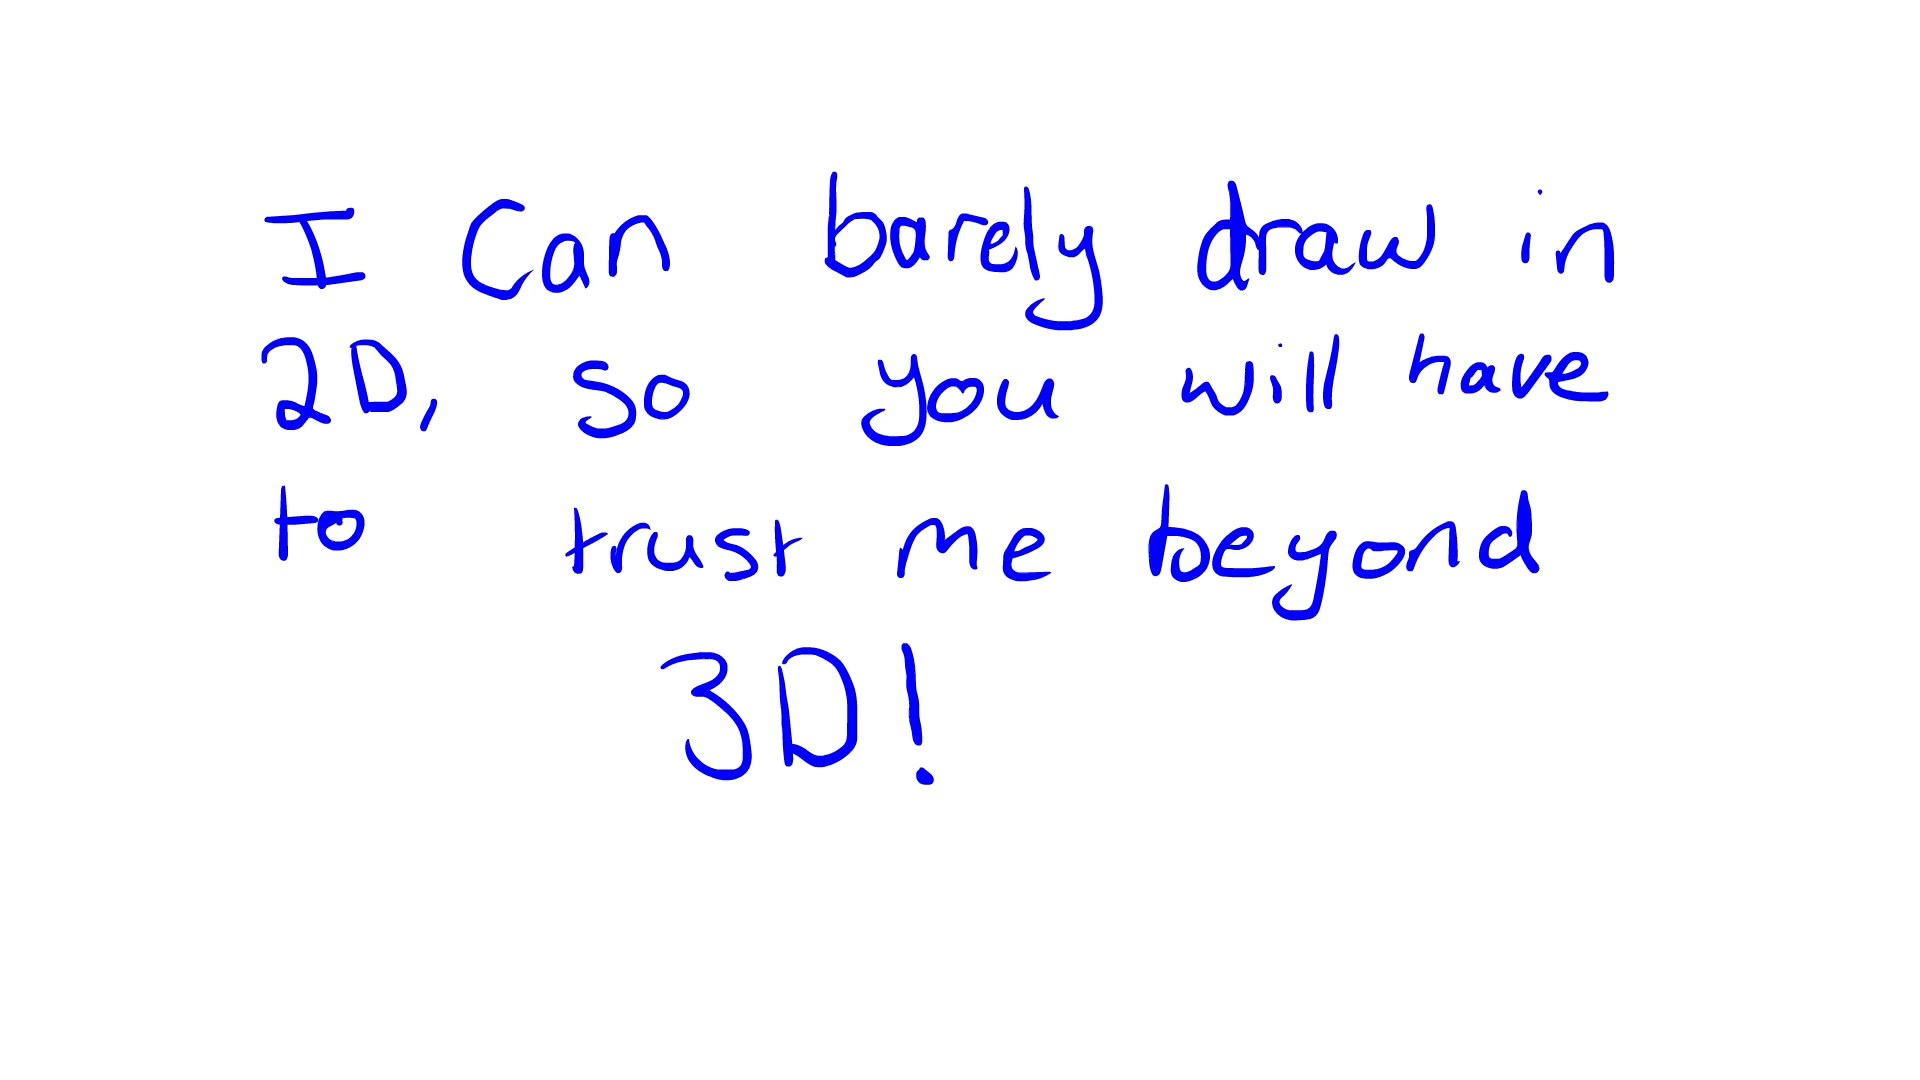 I Can barely draw in
2D, so you will have
to trust me beyond
3D!